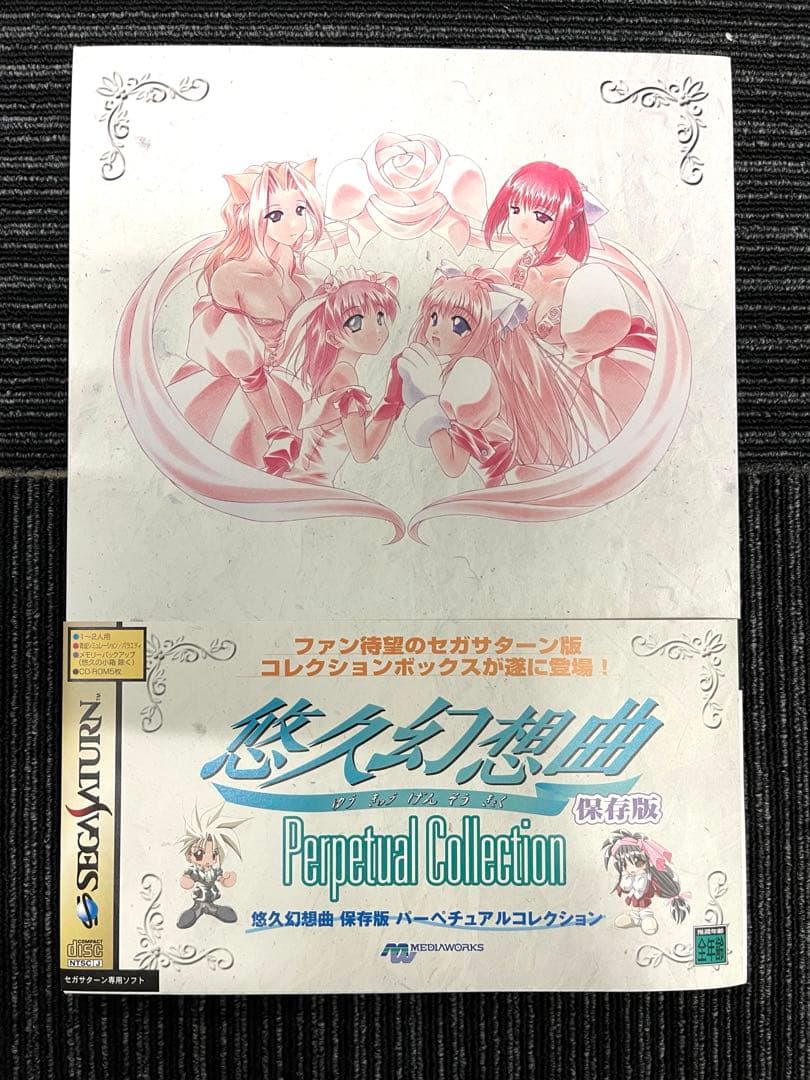 ●1～2人用
●育成シミュレーション／バラエティ
●メモリーバックアップ
（悠久の小箱 除く）
●CD-ROM5枚
ファン待望のセガサターン版
コレクションボックスが遂に登場！
悠久幻想曲
ゆう きゅう げん そう きょく
保存版
Perpetual Collection
悠久幻想曲 保存版 パーペチュアルコレクション
MEDIAWORKS
SEGA SATURN™
COMPACT
disc
NTSC J
セガサターン専用ソフト
推奨年齢
全年齢